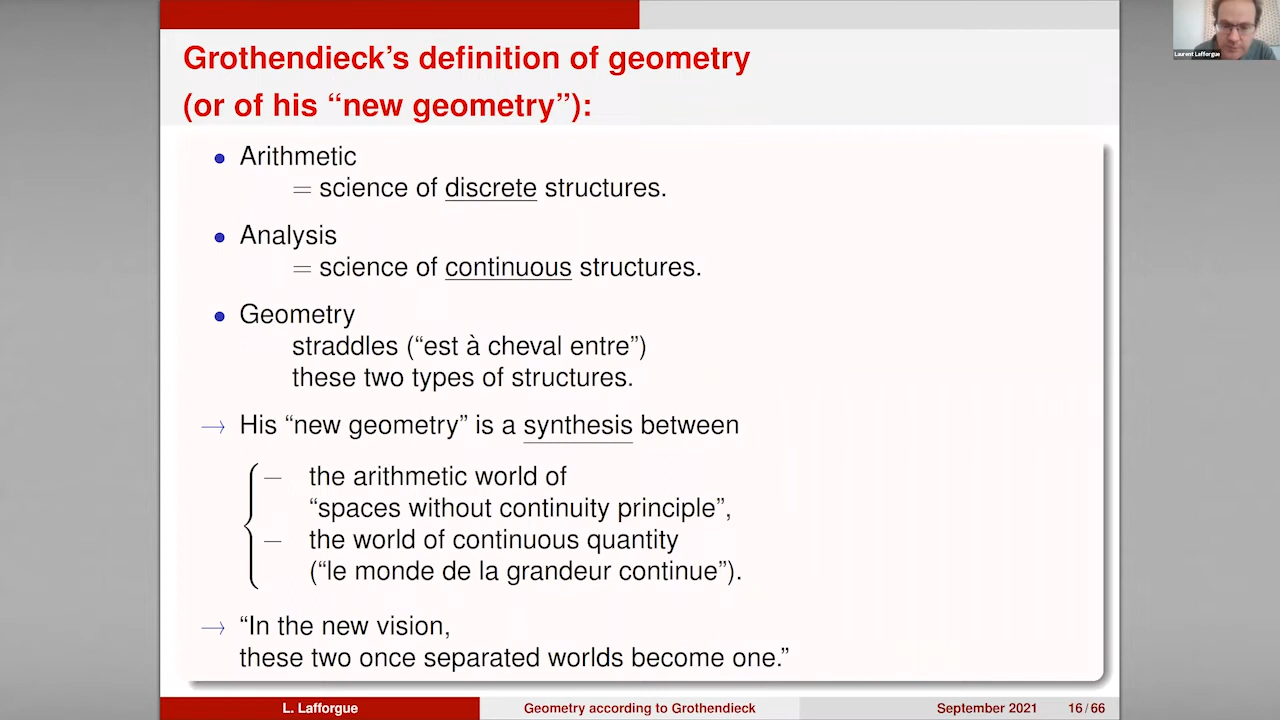 Laurent Lafforgue
Grothendieck's definition of geometry
(or of his “new geometry”):
• Arithmetic
= science of discrete structures.
• Analysis
= science of continuous structures.
• Geometry
straddles (“est à cheval entre”)
these two types of structures.
→ His “new geometry” is a synthesis between
– the arithmetic world of
“spaces without continuity principle”,
– the world of continuous quantity
(“le monde de la grandeur continue”).
→ “In the new vision,
these two once separated worlds become one.”
L. Lafforgue Geometry according to Grothendieck September 2021 16 / 66